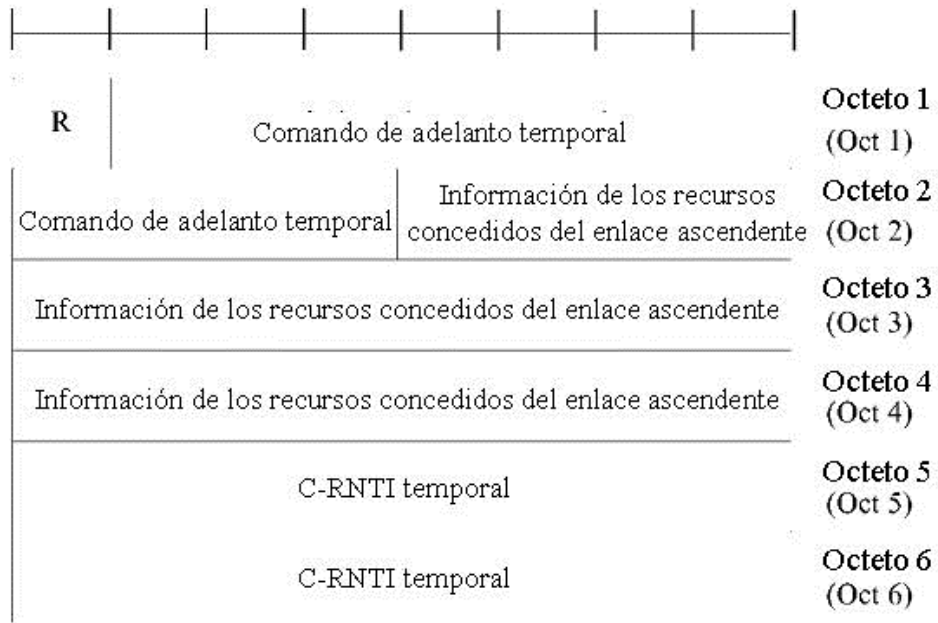 R
Comando de adelanto temporal
Octeto 1
(Oct 1)
Comando de adelanto temporal
Información de los recursos
concedidos del enlace ascendente
Octeto 2
(Oct 2)
Información de los recursos concedidos del enlace ascendente
Octeto 3
(Oct 3)
Información de los recursos concedidos del enlace ascendente
Octeto 4
(Oct 4)
C-RNTI temporal
Octeto 5
(Oct 5)
C-RNTI temporal
Octeto 6
(Oct 6)